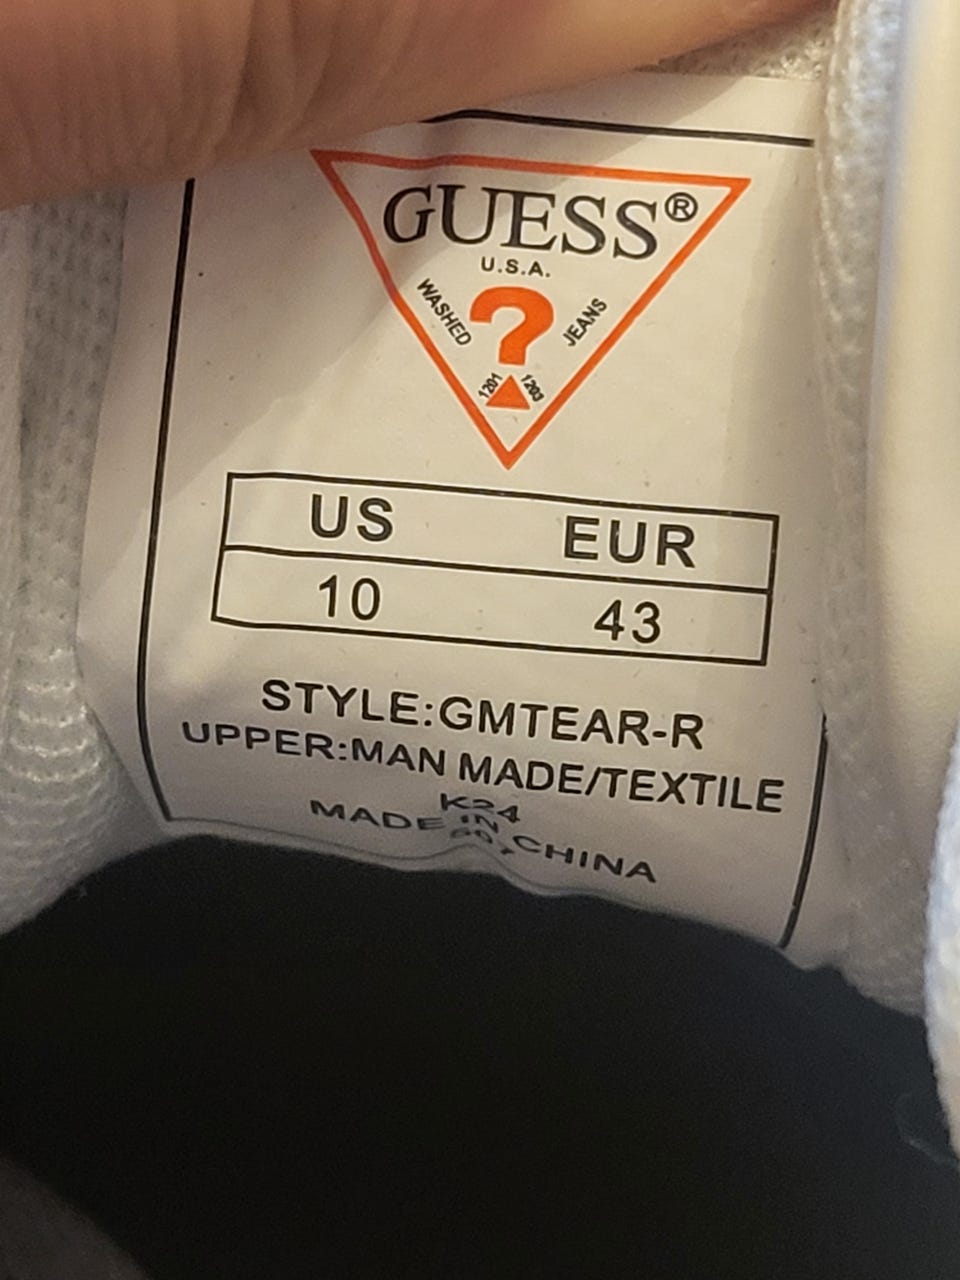 GUESS®
U.S.A.
WASHED ? JEANS
1201 1203
US EUR
10 43
STYLE:GMTEAR-R
UPPER:MAN MADE/TEXTILE
K24
MADE IN CHINA